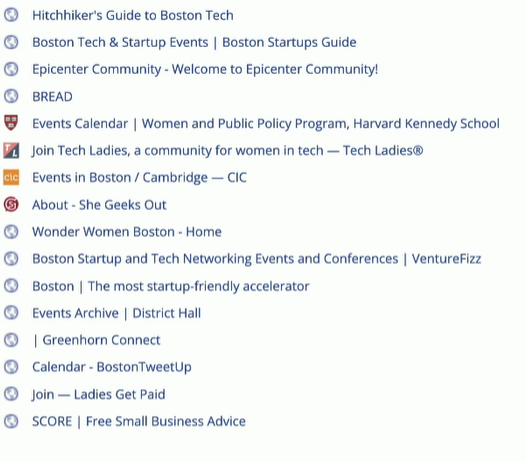 Hitchhiker's Guide to Boston Tech
Boston Tech & Startup Events | Boston Startups Guide
Epicenter Community - Welcome to Epicenter Community!
BREAD
Events Calendar | Women and Public Policy Program, Harvard Kennedy School
Join Tech Ladies, a community for women in tech — Tech Ladies®
CIC Events in Boston / Cambridge — CIC
About - She Geeks Out
Wonder Women Boston - Home
Boston Startup and Tech Networking Events and Conferences | VentureFizz
Boston | The most startup-friendly accelerator
Events Archive | District Hall
| Greenhorn Connect
Calendar - BostonTweetUp
Join — Ladies Get Paid
SCORE | Free Small Business Advice